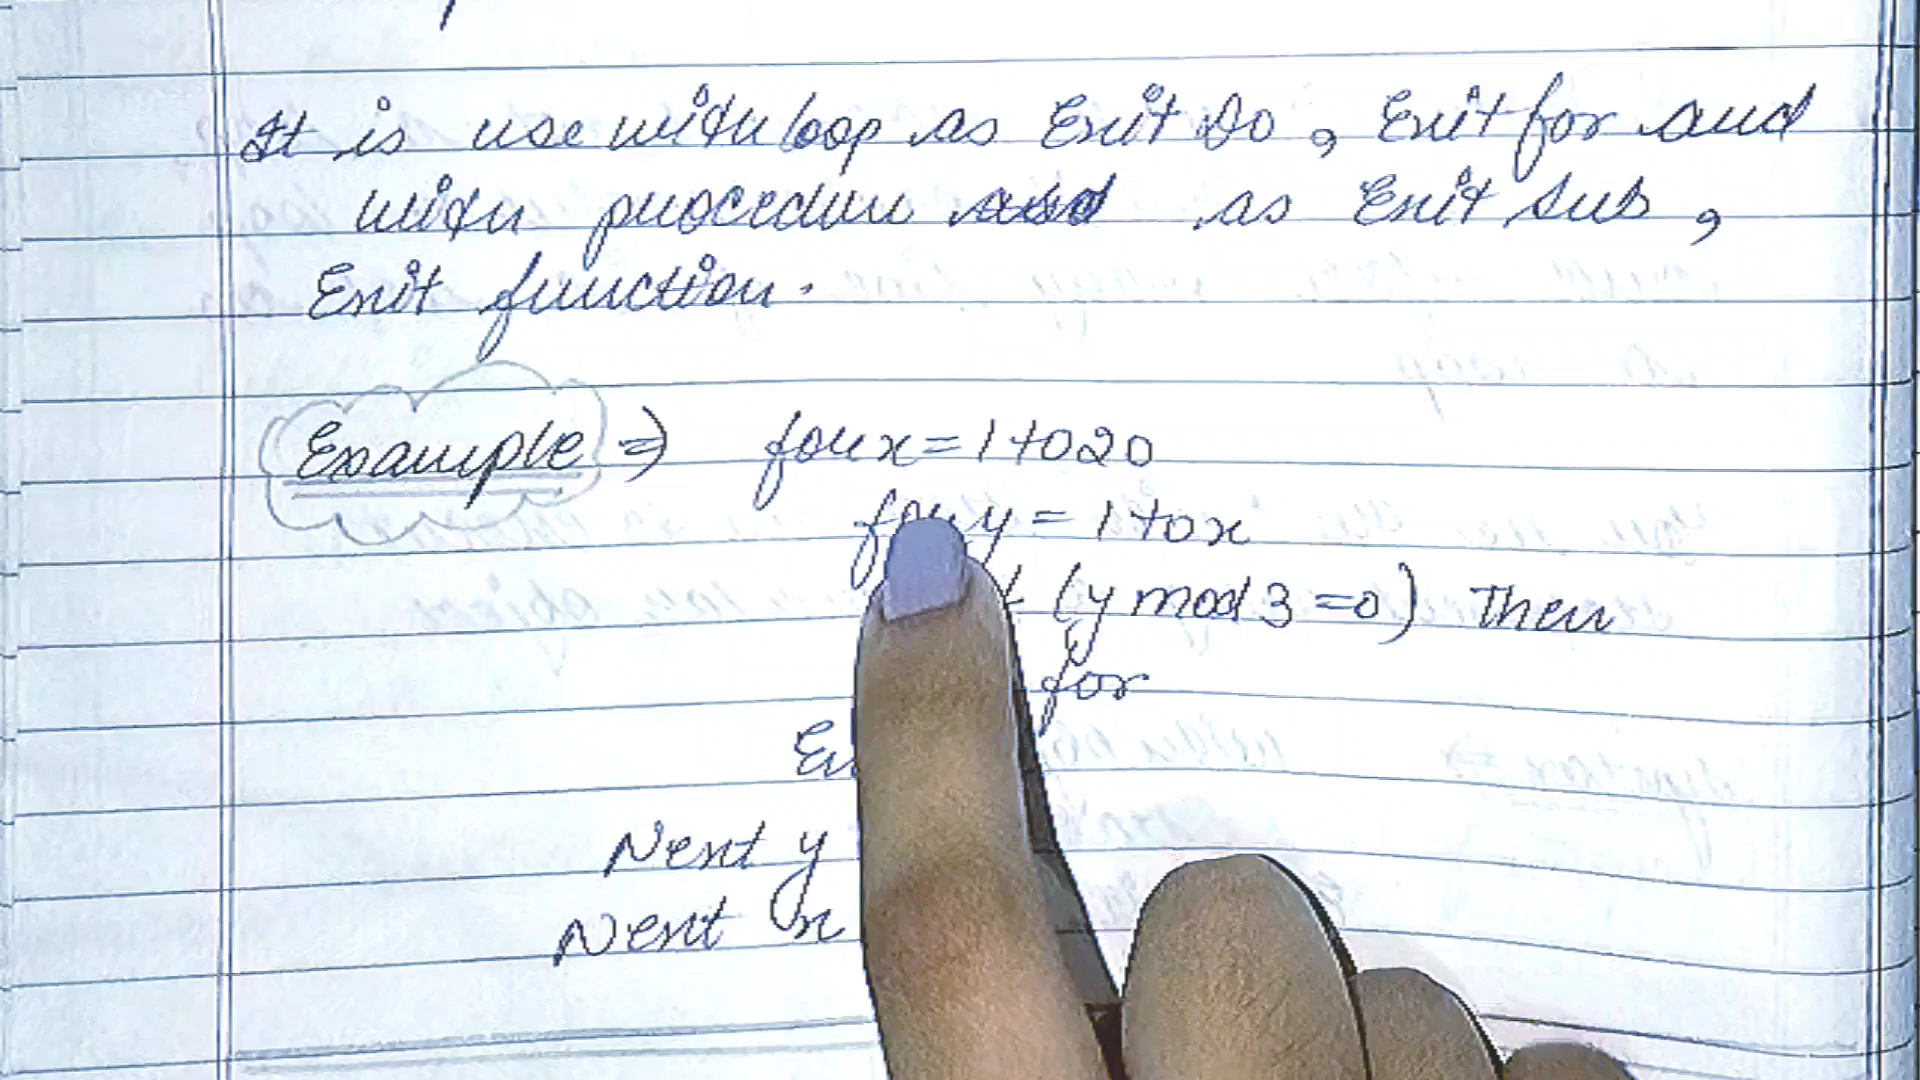 It is use with loop as Exit Do, Exit for and
with procedure as Exit Sub,
Exit function.
Example ⇒ for x = 1 to 20
for y = 1 to x
(y mod 3 = 0) Then
for
Next y
Next x